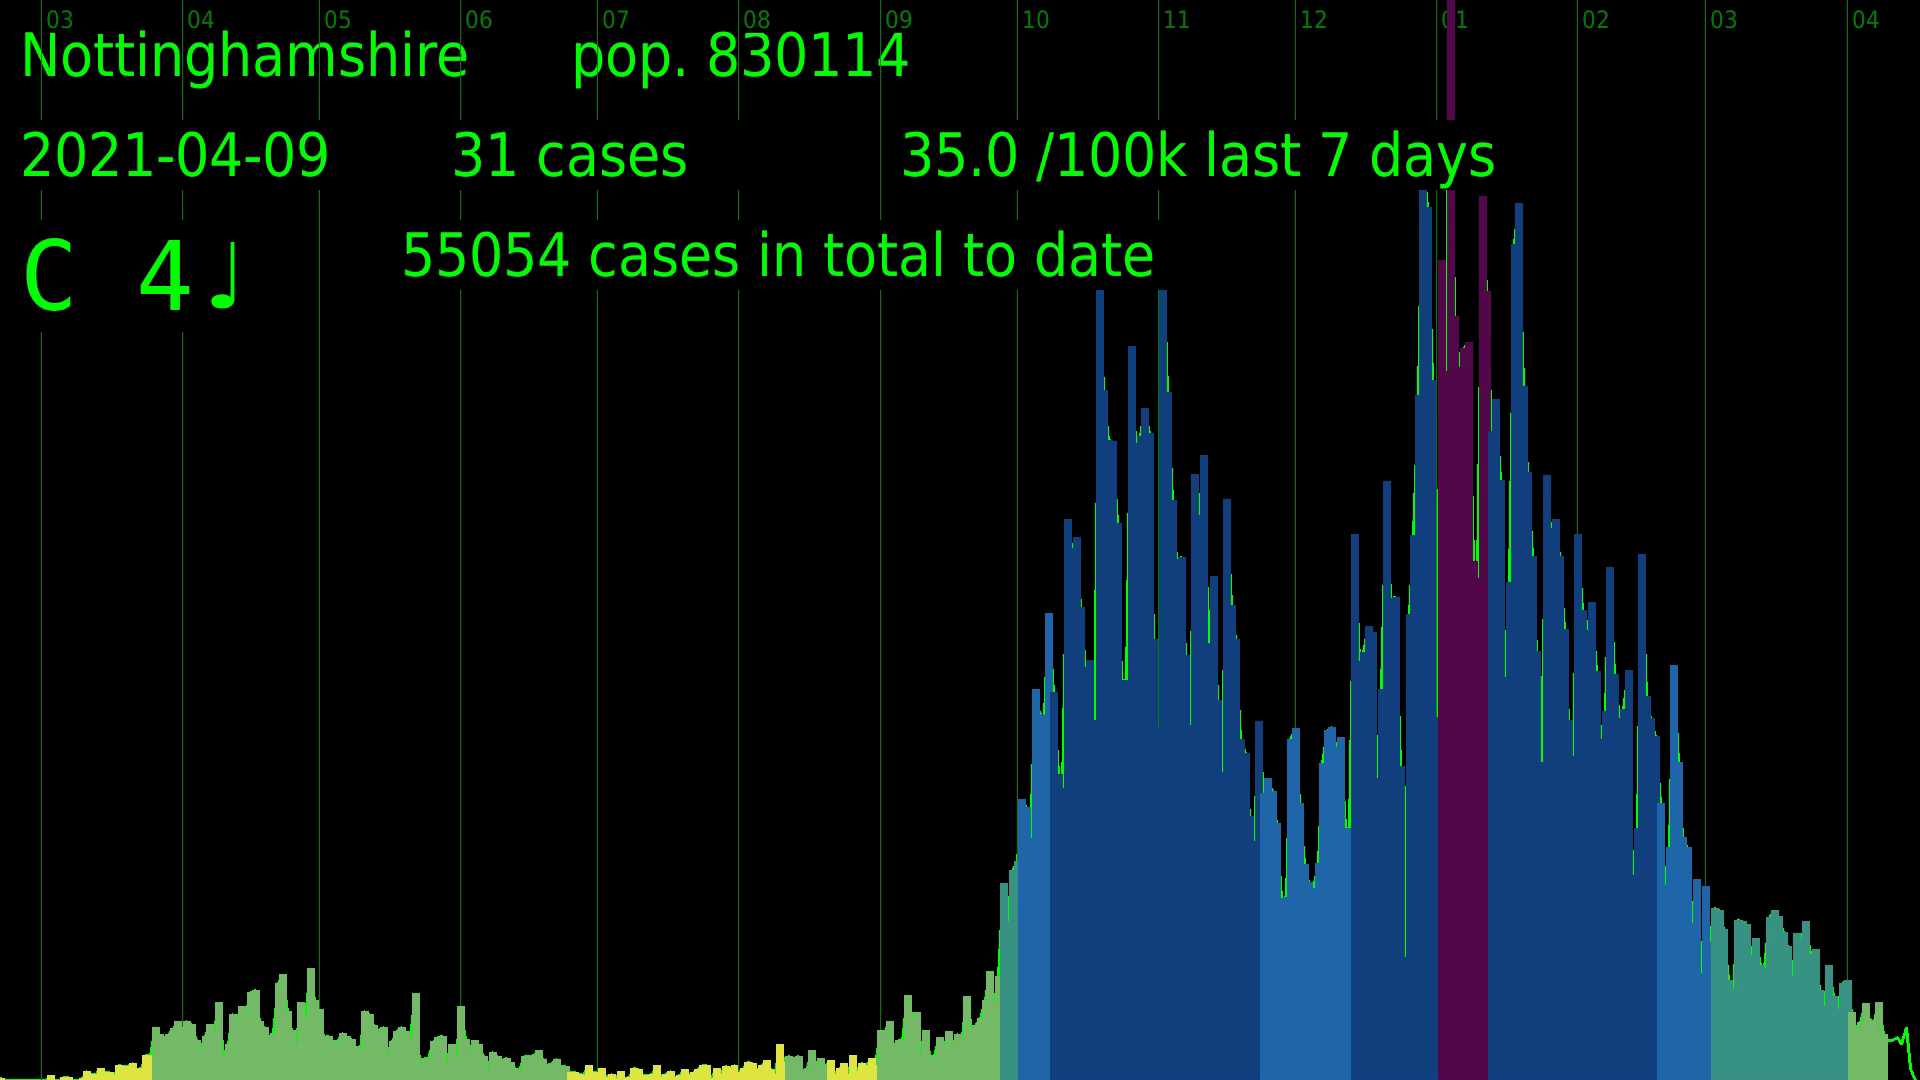 03 04 05 06 07 08 09 10 11 12 01 02 03 04
Nottinghamshire pop. 830114
2021-04-09 31 cases 35.0 /100k last 7 days
C 4♩ 55054 cases in total to date